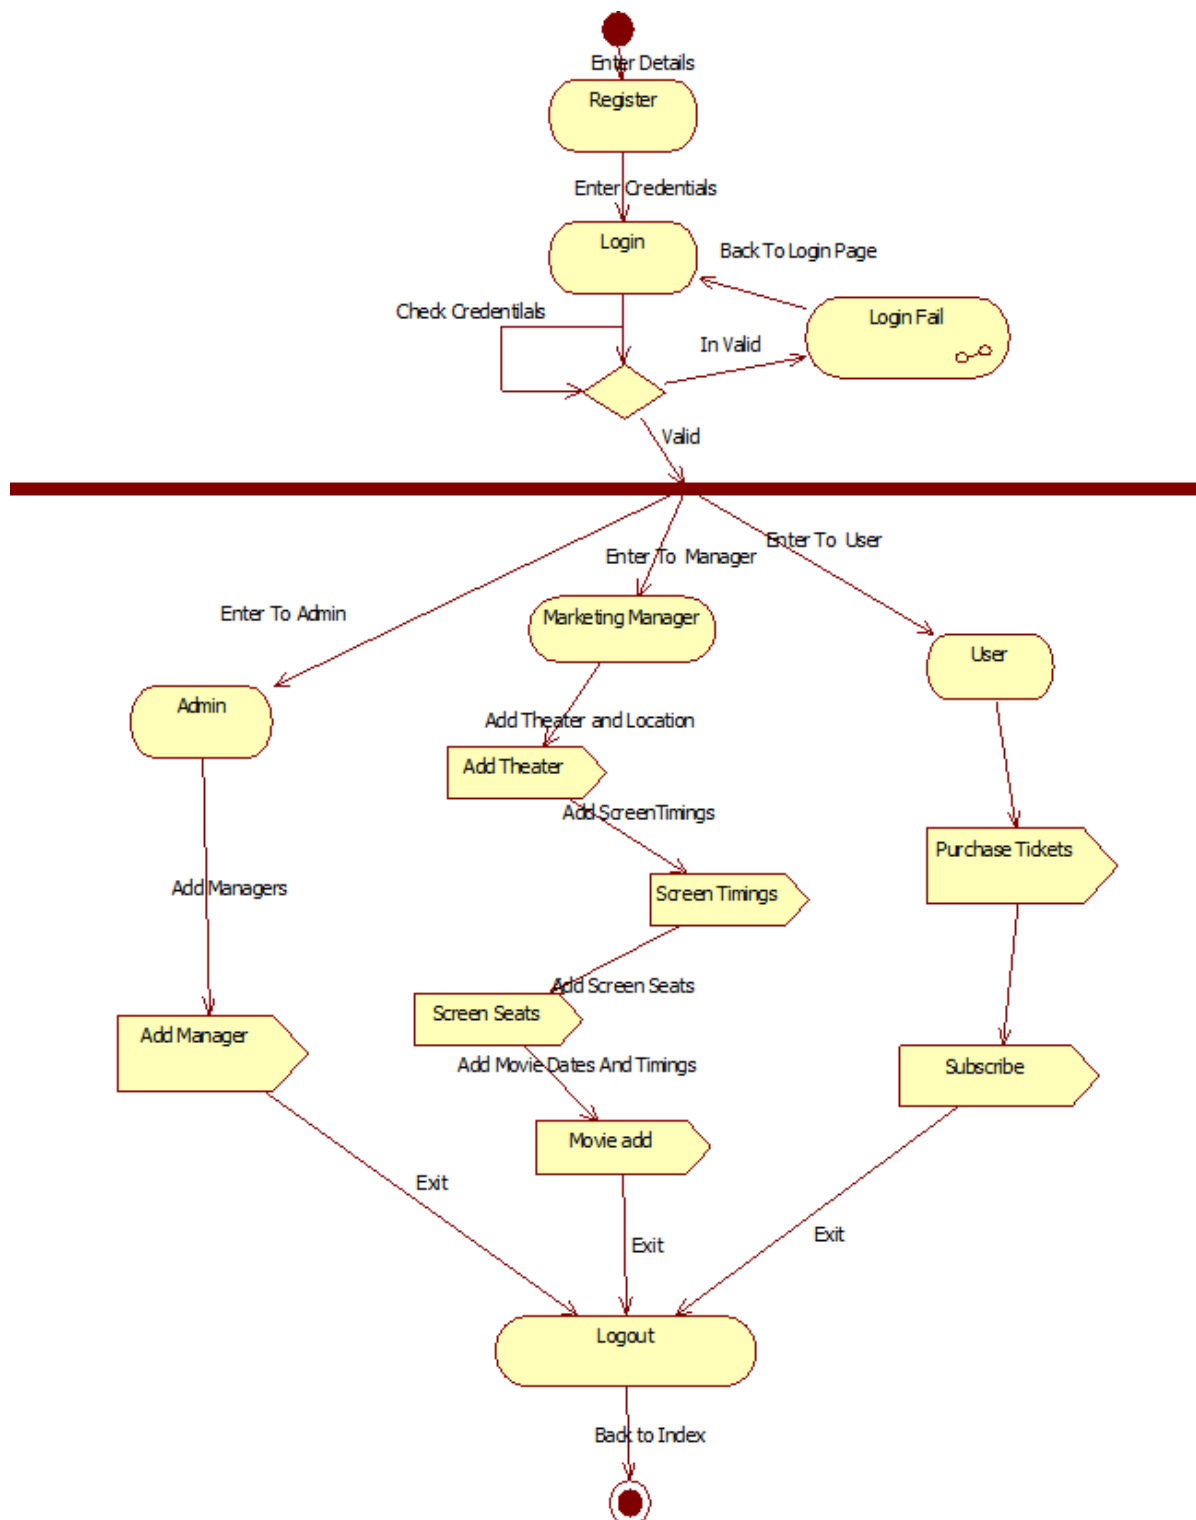 Enter Details
Register
Enter Credentials
Login
Back To Login Page
Check Credentilals
Login Fail
In Valid
Valid
Enter To User
Enter To Manager
Enter To Admin
Marketing Manager
User
Admin
Add Theater and Location
Add Theater
Add ScreenTimings
Purchase Tickets
Add Managers
Screen Timings
Add Screen Seats
Screen Seats
Add Manager
Add Movie Dates And Timings
Subscribe
Movie add
Exit
Exit
Exit
Logout
Back to Index